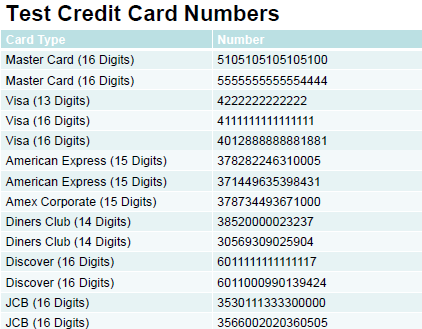 Test Credit Card Numbers
Card Type Number
Master Card (16 Digits) 5105105105105100
Master Card (16 Digits) 5555555555554444
Visa (13 Digits) 4222222222222
Visa (16 Digits) 4111111111111111
Visa (16 Digits) 4012888888881881
American Express (15 Digits) 378282246310005
American Express (15 Digits) 371449635398431
Amex Corporate (15 Digits) 378734493671000
Diners Club (14 Digits) 38520000023237
Diners Club (14 Digits) 30569309025904
Discover (16 Digits) 6011111111111117
Discover (16 Digits) 6011000990139424
JCB (16 Digits) 3530111333300000
JCB (16 Digits) 3566002020360505